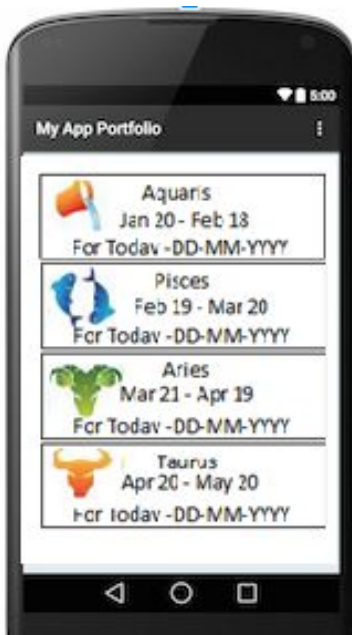 5:00
My App Portfolio
Aquaris
Jan 20 - Feb 18
For Today -DD-MM-YYYY
Pisces
Feb 19 - Mar 20
For Today -DD-MM-YYYY
Aries
Mar 21 - Apr 19
For Today -DD-MM-YYYY
Taurus
Apr 20 - May 20
For Today -DD-MM-YYYY